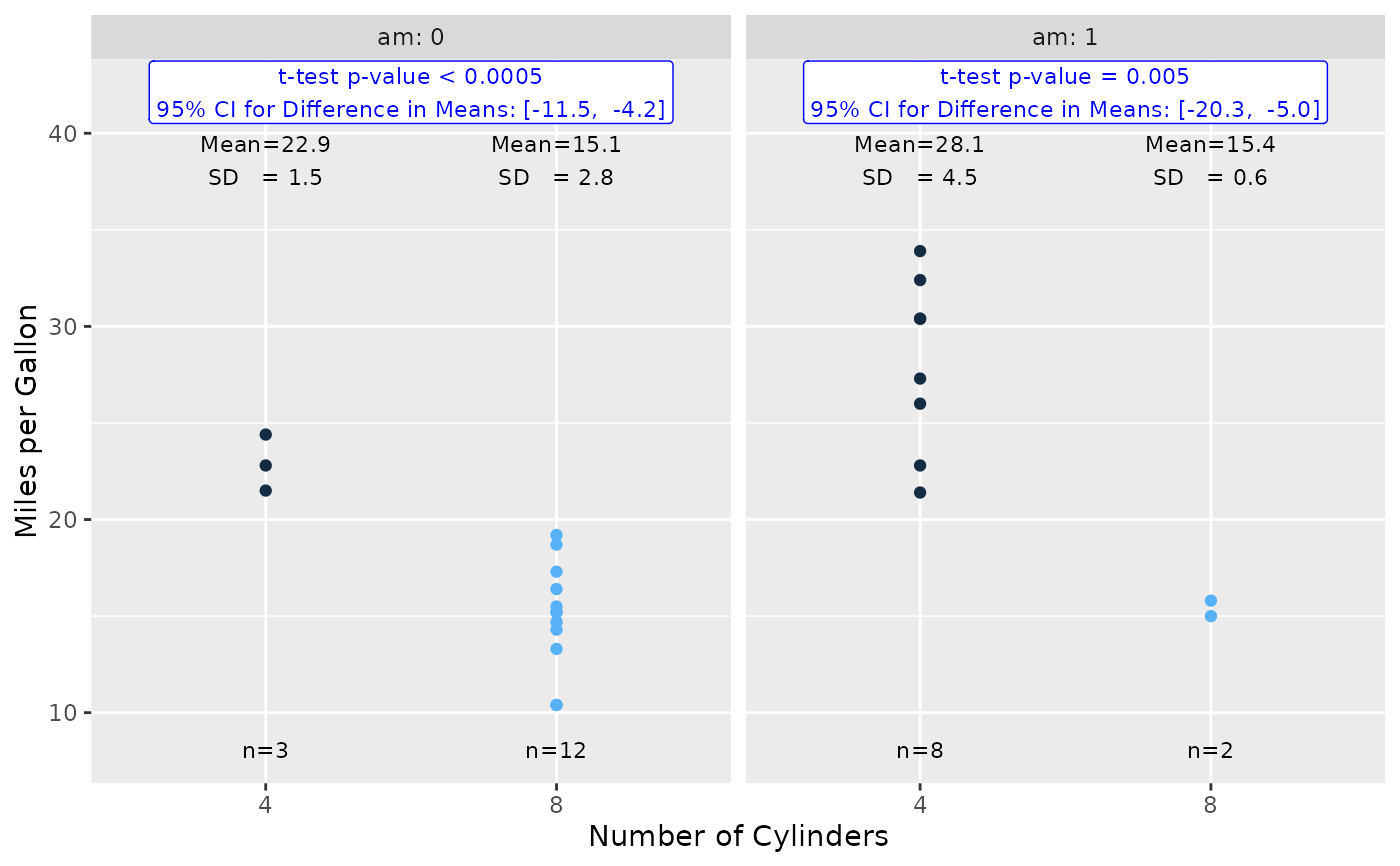 am: 0
am: 1
t-test p-value < 0.0005
95% CI for Difference in Means: [-11.5,  -4.2]
t-test p-value = 0.005
95% CI for Difference in Means: [-20.3,  -5.0]
Mean=22.9
SD   = 1.5
Mean=15.1
SD   = 2.8
Mean=28.1
SD   = 4.5
Mean=15.4
SD   = 0.6
40
30
20
10
Miles per Gallon
n=3
n=12
n=8
n=2
4
8
4
8
Number of Cylinders